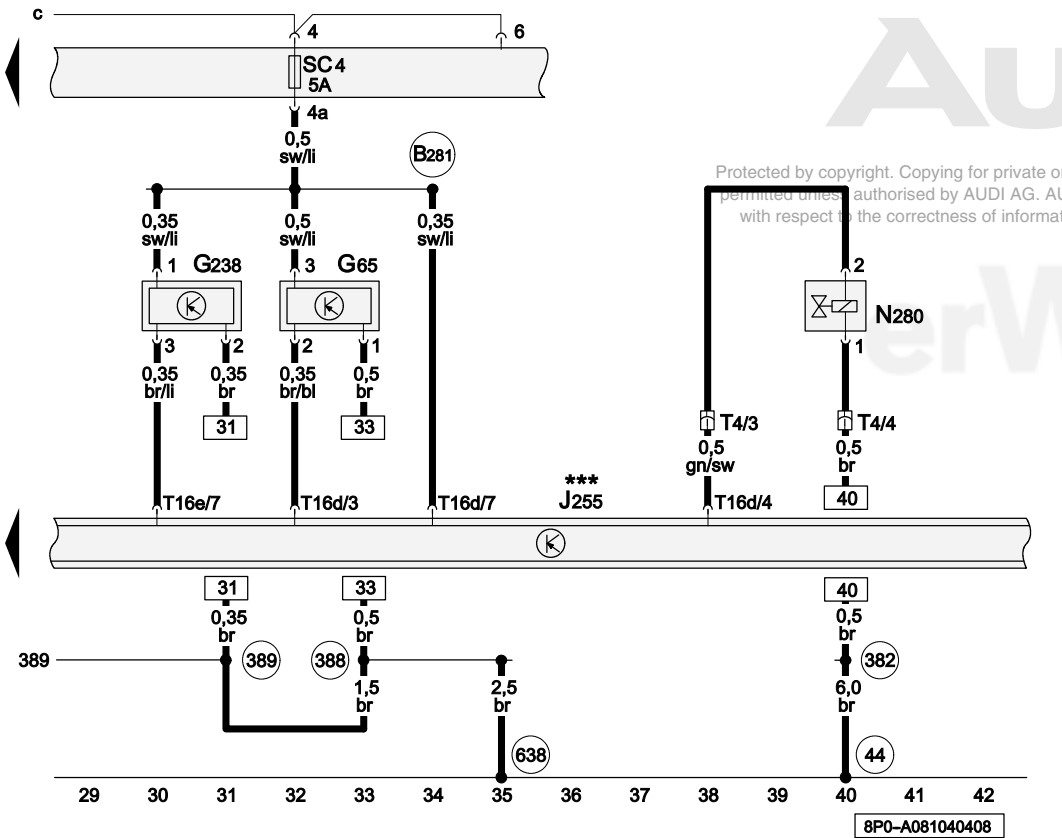 c
4
6
SC4
5A
4a
0,5
sw/li
B281
Au
Protected by copyright. Copying for private or
permitted unless authorised by AUDI AG. AU
with respect to the correctness of informat
0,35
sw/li
0,5
sw/li
0,35
sw/li
1 G238
3 G65
2
N280
erW
3 2
2 1
1
0,35
br/li
0,35
br
0,35
br/bl
0,5
br
31
33
T4/3
T4/4
0,5
gn/sw
0,5
br
40
T16e/7
T16d/3
T16d/7
***
J255
T16d/4
31
33
40
0,35
br
0,5
br
0,5
br
389
389
388
382
1,5
br
2,5
br
6,0
br
638
44
29 30 31 32 33 34 35 36 37 38 39 40 41 42
8P0-A081040408